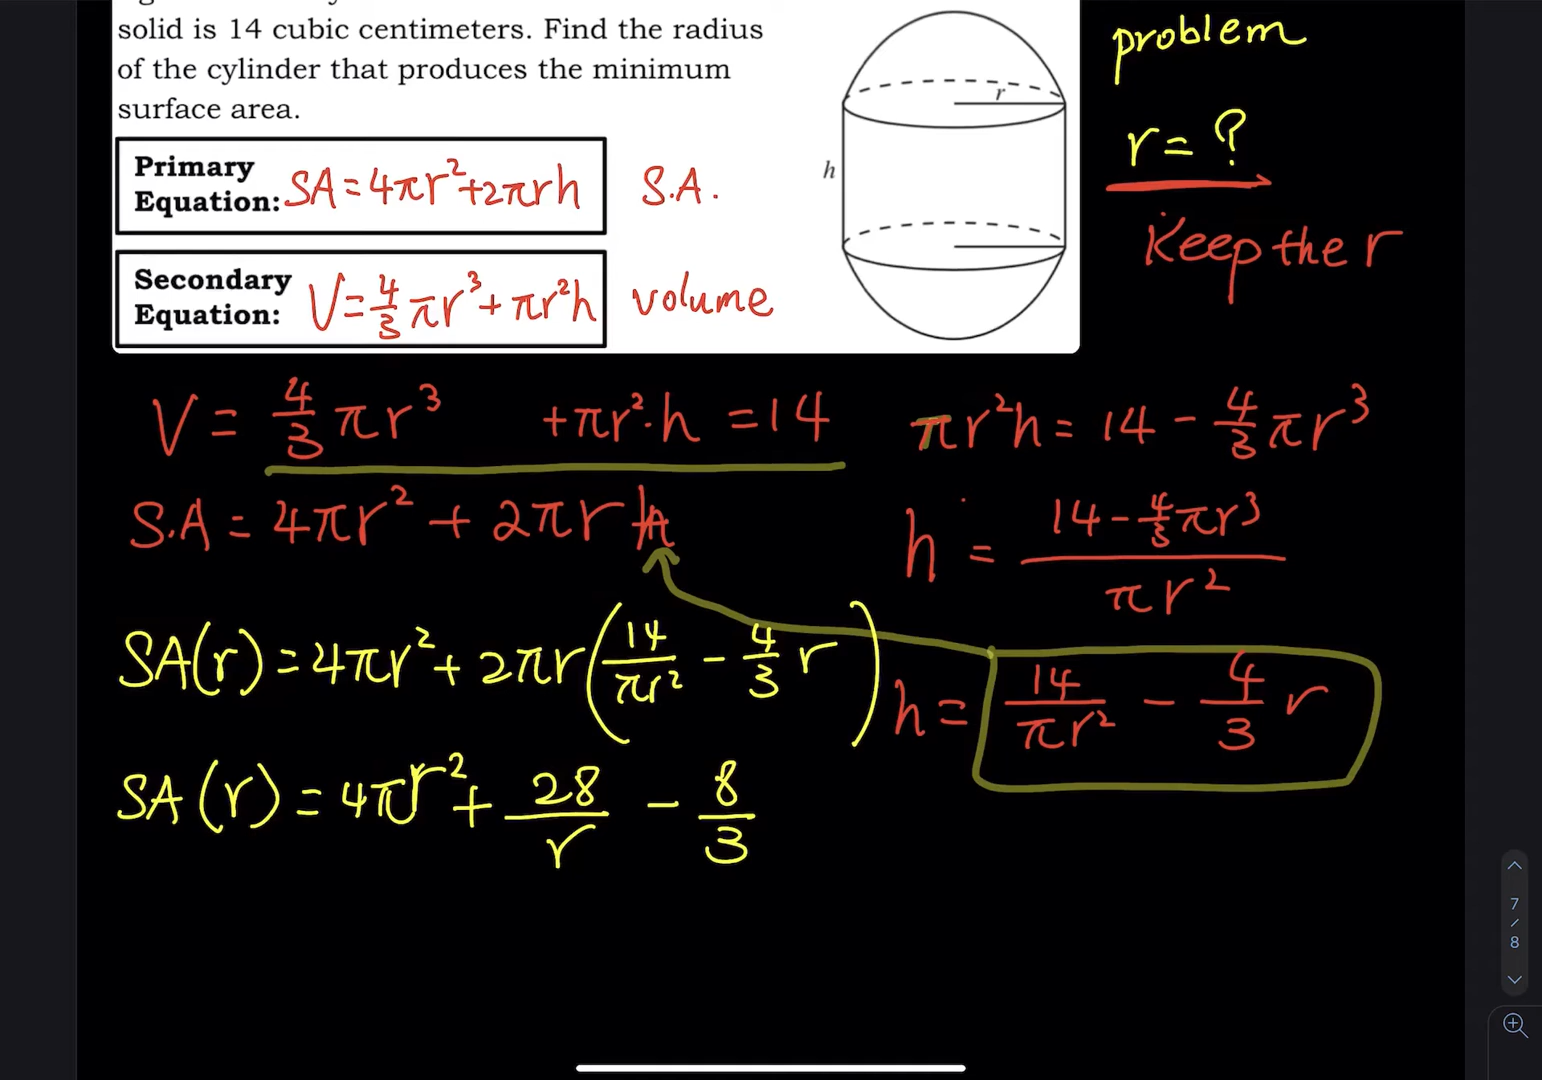 solid is 14 cubic centimeters. Find the radius
of the cylinder that produces the minimum
surface area.
Primary Equation: SA=4πr²+2πrh S.A.
Secondary Equation: V=4/3πr³+πr²h volume
r
h
problem
r=?
Keep the r
V=4/3πr³ +πr²·h=14
S.A=4πr²+2πrh
SA(r)=4πr²+2πr(14/πr²-4/3r)
SA(r)=4πr²+28/r-8/3
πr²h=14-4/3πr³
h=14-4/3πr³/πr²
h=14/πr²-4/3r
7
/
8